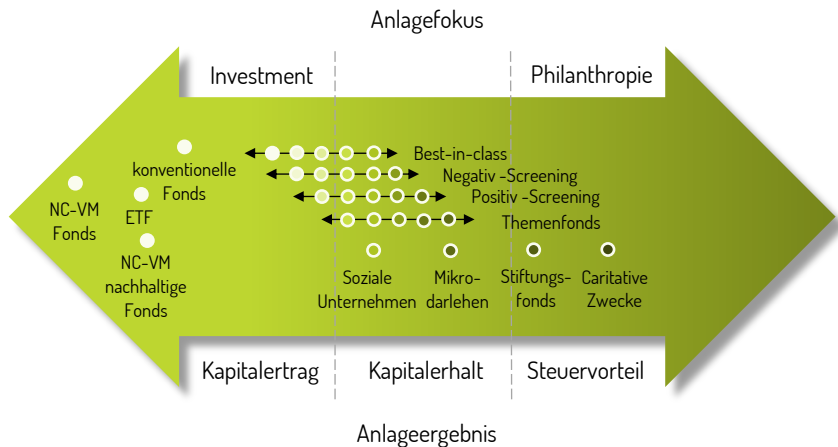 Anlagefokus
Investment
Philanthropie
Best-in-class
konventionelle
Fonds
Negativ -Screening
Positiv -Screening
NC-VM
Fonds
ETF
Themenfonds
NC-VM
nachhaltige
Fonds
Soziale
Unternehmen
Mikro-
darlehen
Stiftungs-
fonds
Caritative
Zwecke
Kapitalertrag
Kapitalerhalt
Steuervorteil
Anlageergebnis